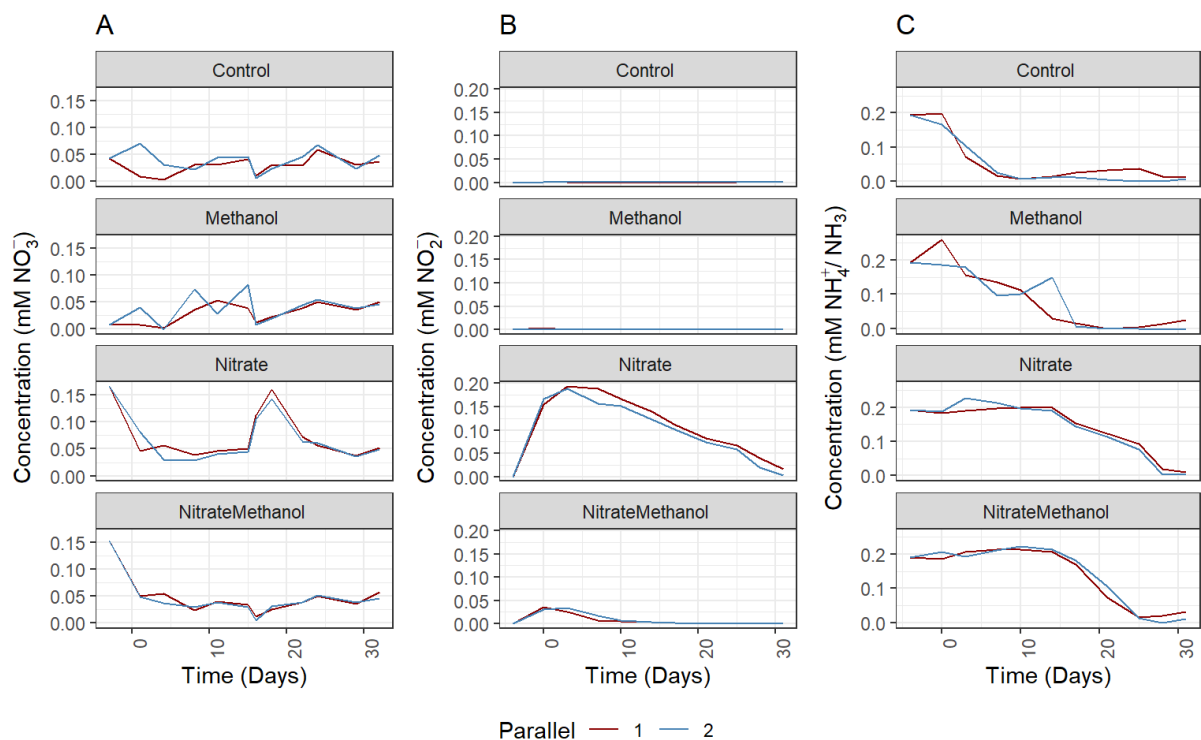 A
Control
0.15
0.10
0.05
0.00
Methanol
0.15
0.10
0.05
0.00
Nitrate
0.15
0.10
0.05
0.00
NitrateMethanol
0.15
0.10
0.05
0.00
0 10 20 30
Time (Days)
Concentration (mM NO₃⁻)
B
Control
0.20
0.15
0.10
0.05
0.00
Methanol
0.20
0.15
0.10
0.05
0.00
Nitrate
0.20
0.15
0.10
0.05
0.00
NitrateMethanol
0.20
0.15
0.10
0.05
0.00
0 10 20 30
Time (Days)
Concentration (mM NO₂⁻)
C
Control
0.2
0.1
0.0
Methanol
0.2
0.1
0.0
Nitrate
0.2
0.1
0.0
NitrateMethanol
0.2
0.1
0.0
0 10 20 30
Time (Days)
Concentration (mM NH₄⁺/ NH₃)
Parallel 1 2